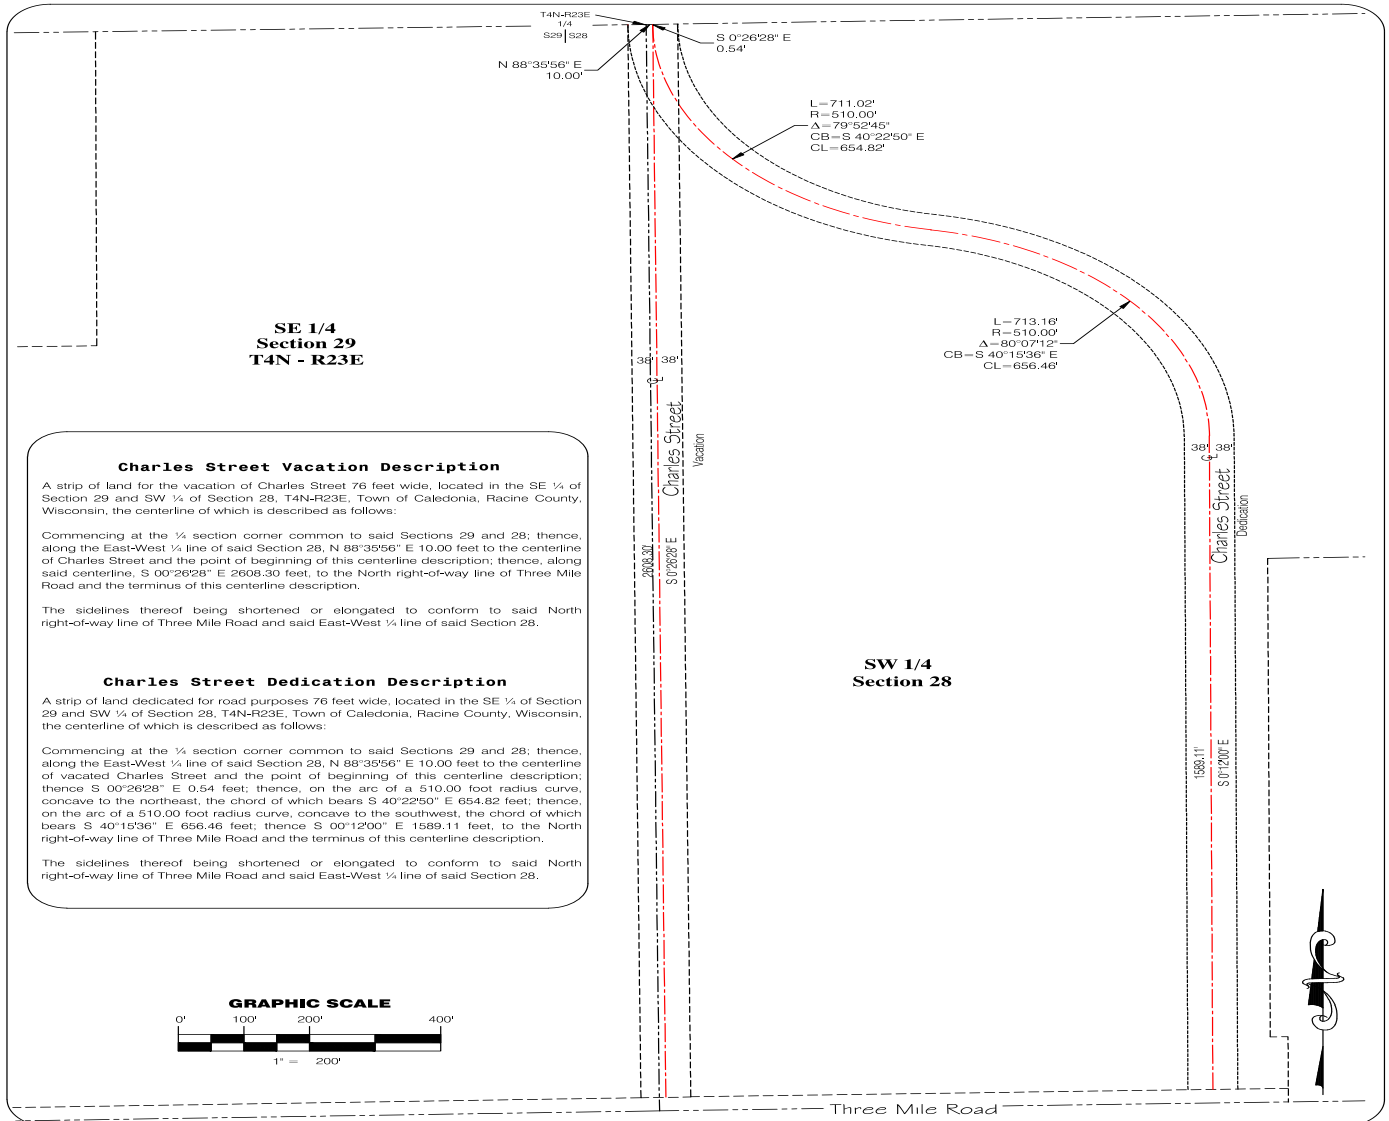 T4N-R23E
1/4
S29 | S28
S 0°26'28" E
0.54'
N 88°35'56" E
10.00'
L=711.02'
R=510.00'
Δ=79°52'45"
CB=S 40°22'50" E
CL=654.82'
L=713.16'
R=510.00'
Δ=80°07'12"
CB=S 40°15'36" E
CL=656.46'
SE 1/4
Section 29
T4N - R23E
38' 38'
CL
Charles Street
Vacation
2608.30'
S 0°26'28" E
38' 38'
CL
Charles Street
Dedication
1589.11'
S 0°12'00" E
SW 1/4
Section 28
Charles Street Vacation Description
A strip of land for the vacation of Charles Street 76 feet wide, located in the SE ¼ of
Section 29 and SW ¼ of Section 28, T4N-R23E, Town of Caledonia, Racine County,
Wisconsin, the centerline of which is described as follows:
Commencing at the ¼ section corner common to said Sections 29 and 28; thence,
along the East-West ¼ line of said Section 28, N 88°35'56" E 10.00 feet to the centerline
of Charles Street and the point of beginning of this centerline description; thence, along
said centerline, S 00°26'28" E 2608.30 feet, to the North right-of-way line of Three Mile
Road and the terminus of this centerline description.
The sidelines thereof being shortened or elongated to conform to said North
right-of-way line of Three Mile Road and said East-West ¼ line of said Section 28.
Charles Street Dedication Description
A strip of land dedicated for road purposes 76 feet wide, located in the SE ¼ of Section
29 and SW ¼ of Section 28, T4N-R23E, Town of Caledonia, Racine County, Wisconsin,
the centerline of which is described as follows:
Commencing at the ¼ section corner common to said Sections 29 and 28; thence,
along the East-West ¼ line of said Section 28, N 88°35'56" E 10.00 feet to the centerline
of vacated Charles Street and the point of beginning of this centerline description;
thence S 00°26'28" E 0.54 feet; thence, on the arc of a 510.00 foot radius curve,
concave to the northeast, the chord of which bears S 40°22'50" E 654.82 feet; thence,
on the arc of a 510.00 foot radius curve, concave to the southwest, the chord of which
bears S 40°15'36" E 656.46 feet; thence S 00°12'00" E 1589.11 feet, to the North
right-of-way line of Three Mile Road and the terminus of this centerline description.
The sidelines thereof being shortened or elongated to conform to said North
right-of-way line of Three Mile Road and said East-West ¼ line of said Section 28.
GRAPHIC SCALE
0' 100' 200' 400'
1" = 200'
Three Mile Road